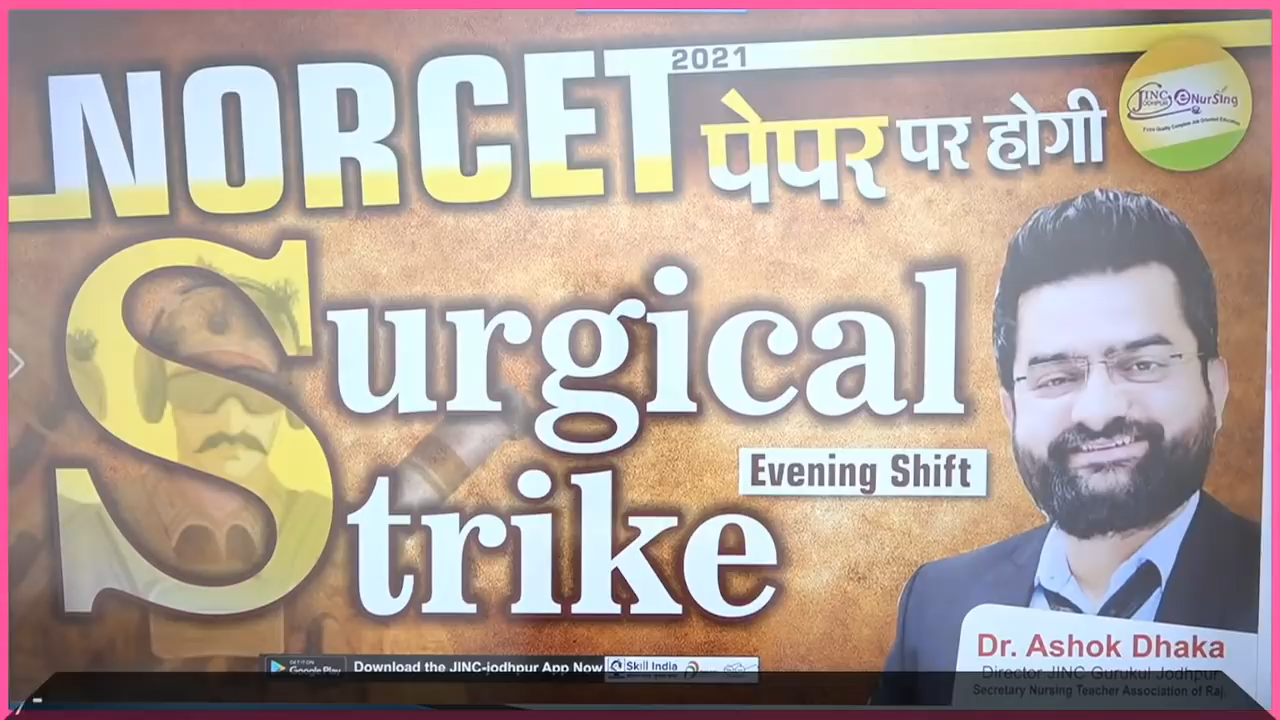 NORCET 2021
पेपर पर होगी
JINC JODHPUR eNursing
Surgical
Strike
Evening Shift
Dr. Ashok Dhaka
Director JINC Gurukul Jodhpur
Secretary Nursing Teacher Association of Raj.
GET IT ON
Google Play
Download the JINC-jodhpur App Now
Skill India